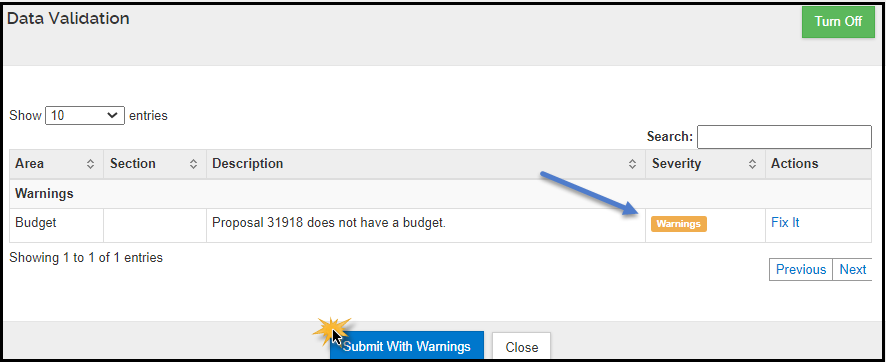 Data Validation
Turn Off
Show 10 entries
Search:
Area Section Description Severity Actions
Warnings
Budget Proposal 31918 does not have a budget. Warnings Fix It
Showing 1 to 1 of 1 entries
Previous Next
Submit With Warnings Close